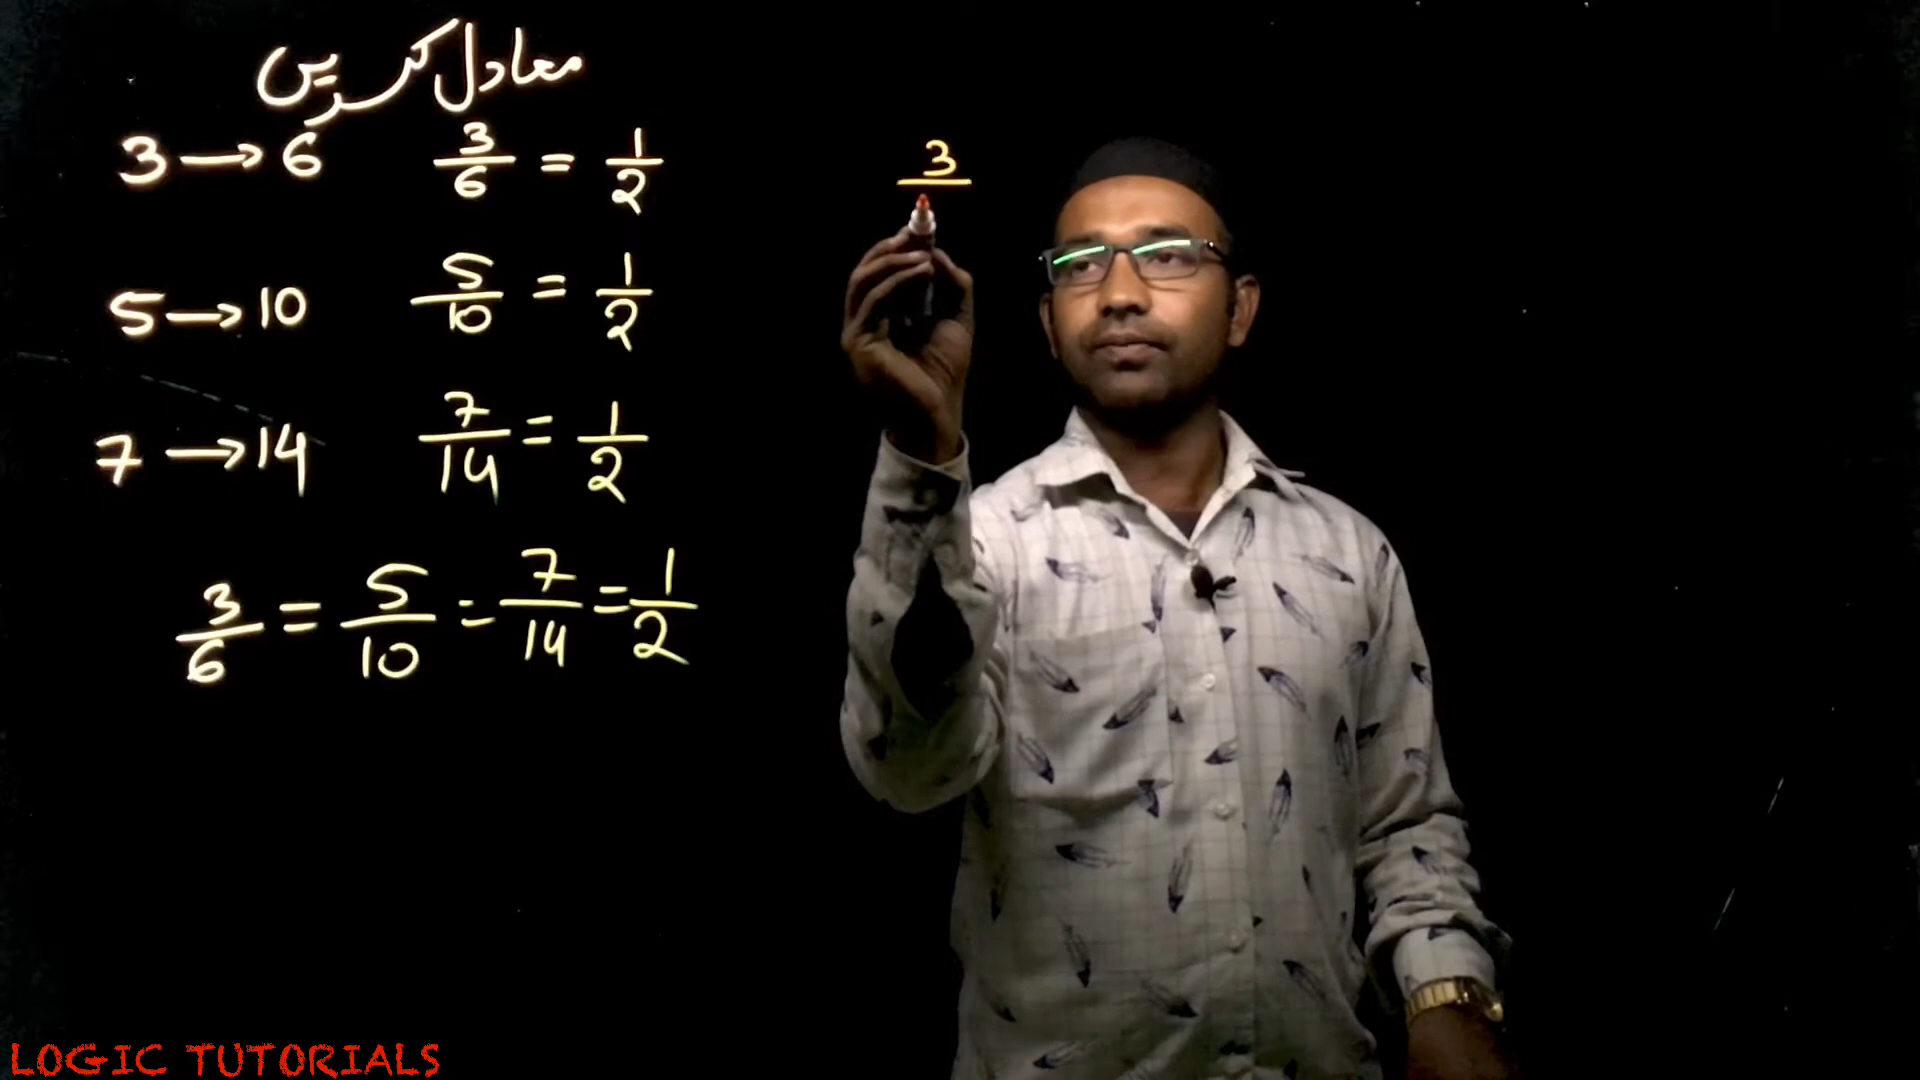 معادل کسریں
3 → 6 3/6 = 1/2
5 → 10 5/10 = 1/2
7 → 14 7/14 = 1/2
3/6 = 5/10 = 7/14 = 1/2
3
LOGIC TUTORIALS